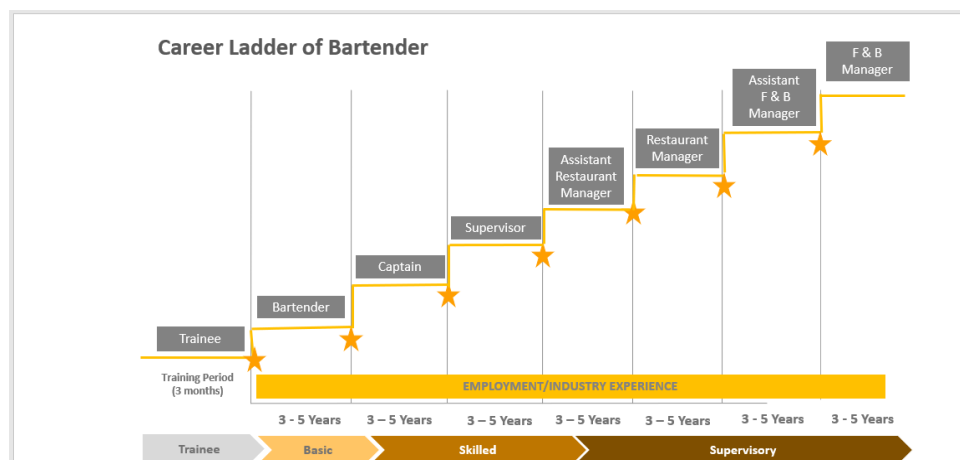 Career Ladder of Bartender
F & B
Manager
Assistant
F & B
Manager
Restaurant
Manager
Assistant
Restaurant
Manager
Supervisor
Captain
Bartender
Trainee
Training Period
(3 months)
EMPLOYMENT/INDUSTRY EXPERIENCE
3 - 5 Years
3 – 5 Years
3 – 5 Years
3 – 5 Years
3 – 5 Years
3 - 5 Years
3 - 5 Years
Trainee
Basic
Skilled
Supervisory